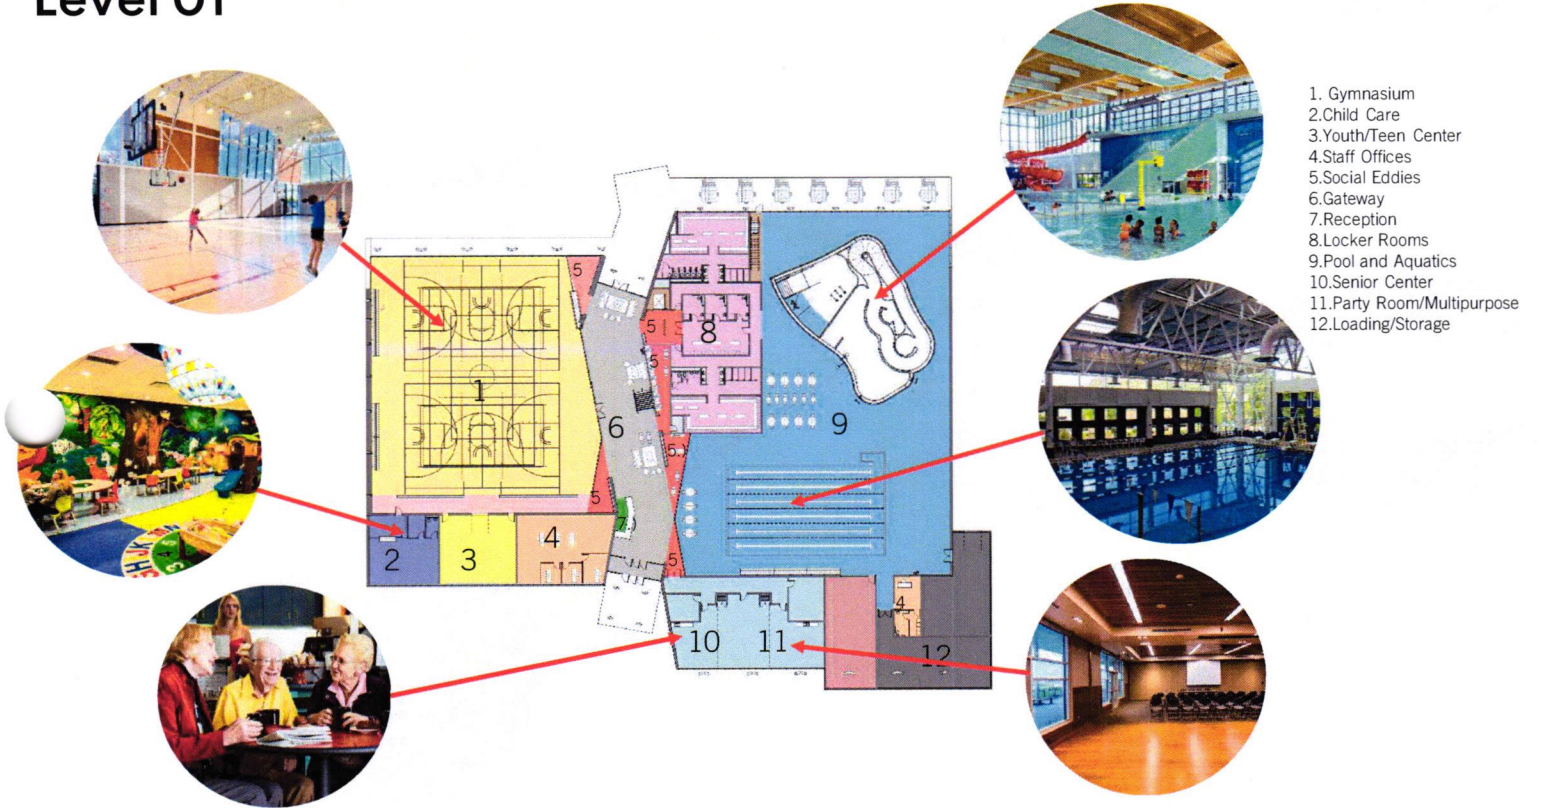 Level 01
1. Gymnasium
2.Child Care
3.Youth/Teen Center
4.Staff Offices
5.Social Eddies
6.Gateway
7.Reception
8.Locker Rooms
9.Pool and Aquatics
10.Senior Center
11.Party Room/Multipurpose
12.Loading/Storage
5
5
8
5
1
6
9
5
5
7
4
2
3
5
4
10
11
12